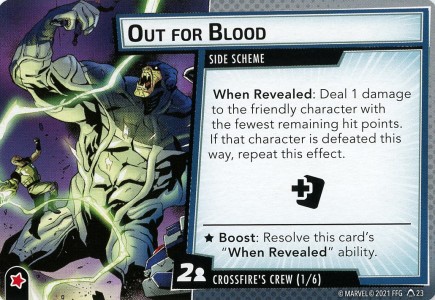 OUT FOR BLOOD
SIDE SCHEME
When Revealed: Deal 1 damage
to the friendly character with
the fewest remaining hit points.
If that character is defeated this
way, repeat this effect.
★ Boost: Resolve this card's
"When Revealed" ability.
2
CROSSFIRE'S CREW (1/6)
© MARVEL © 2021 FFG 23